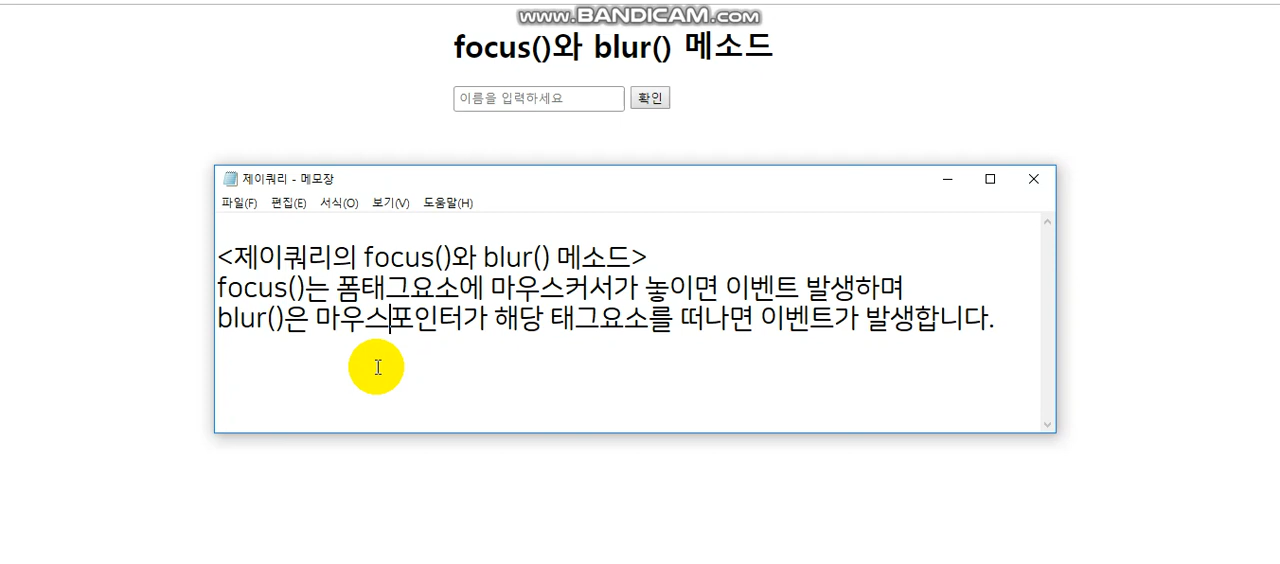 www.BANDICAM.com
focus()와 blur() 메소드
이름을 입력하세요 확인
제이쿼리 - 메모장
파일(F) 편집(E) 서식(O) 보기(V) 도움말(H)
<제이쿼리의 focus()와 blur() 메소드>
focus()는 폼태그요소에 마우스커서가 놓이면 이벤트 발생하며
blur()은 마우스포인터가 해당 태그요소를 떠나면 이벤트가 발생합니다.